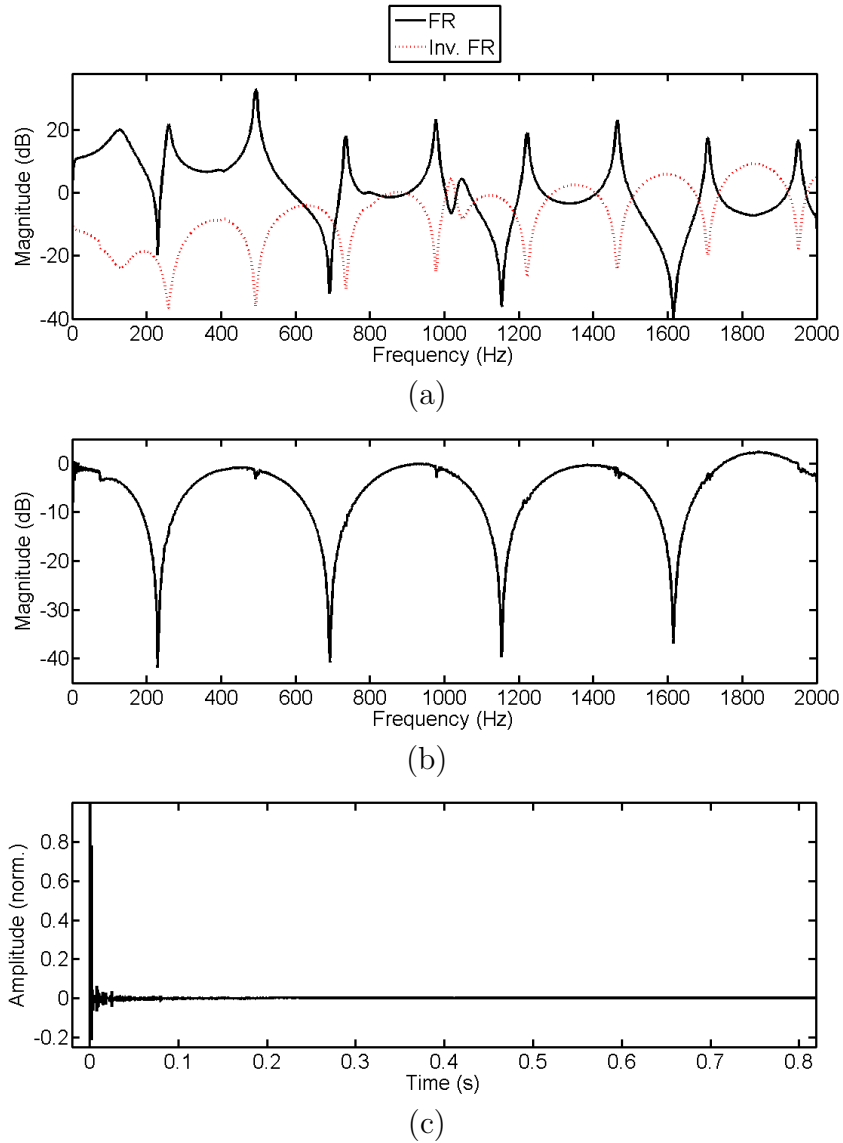 FR
Inv. FR
20
0
-20
-40
Magnitude (dB)
0 200 400 600 800 1000 1200 1400 1600 1800 2000
Frequency (Hz)
(a)
0
-10
-20
-30
-40
Magnitude (dB)
0 200 400 600 800 1000 1200 1400 1600 1800 2000
Frequency (Hz)
(b)
0.8
0.6
0.4
0.2
0
-0.2
Amplitude (norm.)
0 0.1 0.2 0.3 0.4 0.5 0.6 0.7 0.8
Time (s)
(c)